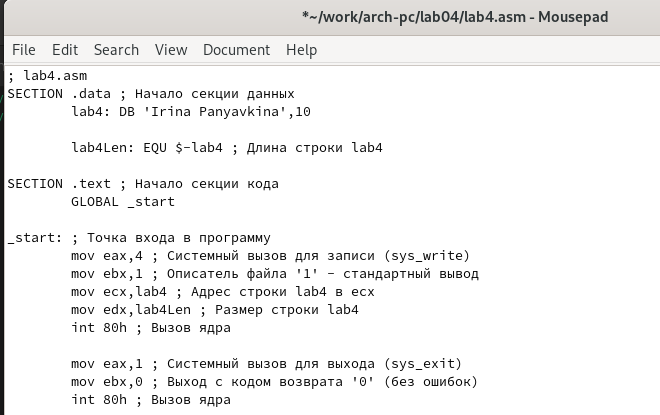 *~/work/arch-pc/lab04/lab4.asm - Mousepad
File Edit Search View Document Help
; lab4.asm
SECTION .data ; Начало секции данных
lab4: DB 'Irina Panyavkina',10
lab4Len: EQU $-lab4 ; Длина строки lab4
SECTION .text ; Начало секции кода
GLOBAL _start
_start: ; Точка входа в программу
mov eax,4 ; Системный вызов для записи (sys_write)
mov ebx,1 ; Описатель файла '1' - стандартный вывод
mov ecx,lab4 ; Адрес строки lab4 в ecx
mov edx,lab4Len ; Размер строки lab4
int 80h ; Вызов ядра
mov eax,1 ; Системный вызов для выхода (sys_exit)
mov ebx,0 ; Выход с кодом возврата '0' (без ошибок)
int 80h ; Вызов ядра